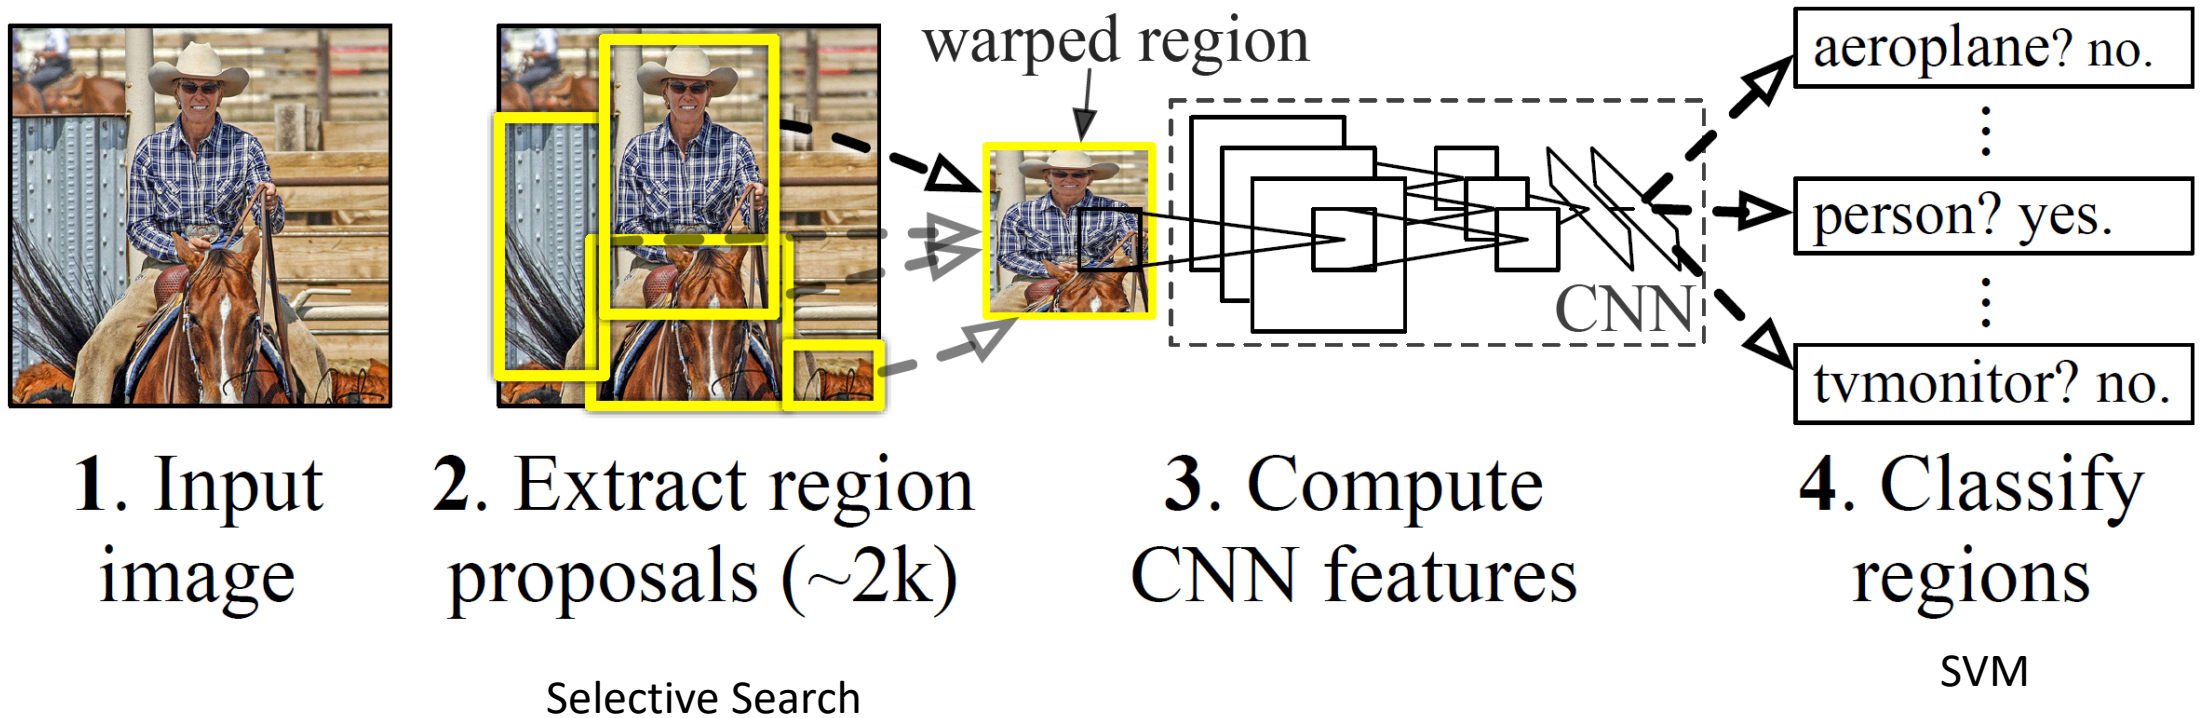 warped region
aeroplane? no.
person? yes.
tvmonitor? no.
CNN
1. Input
image
2. Extract region
proposals (~2k)
3. Compute
CNN features
4. Classify
regions
Selective Search
SVM